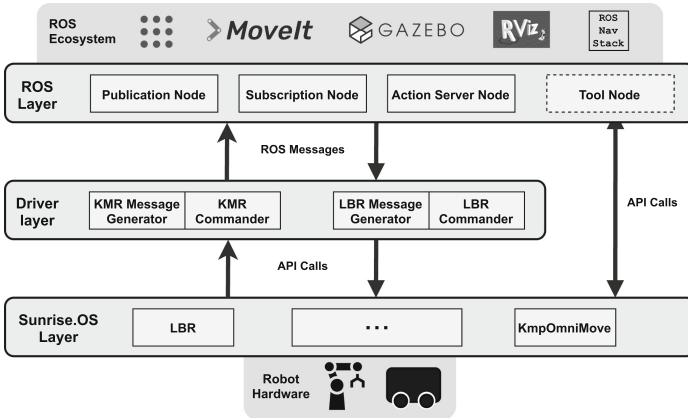 ROS
Ecosystem
MoveIt
GAZEBO
RViz
ROS
Nav
Stack
ROS
Layer
Publication Node
Subscription Node
Action Server Node
Tool Node
ROS Messages
Driver
layer
KMR Message
Generator
KMR
Commander
LBR Message
Generator
LBR
Commander
API Calls
API Calls
Sunrise.OS
Layer
LBR
...
KmpOmniMove
Robot
Hardware